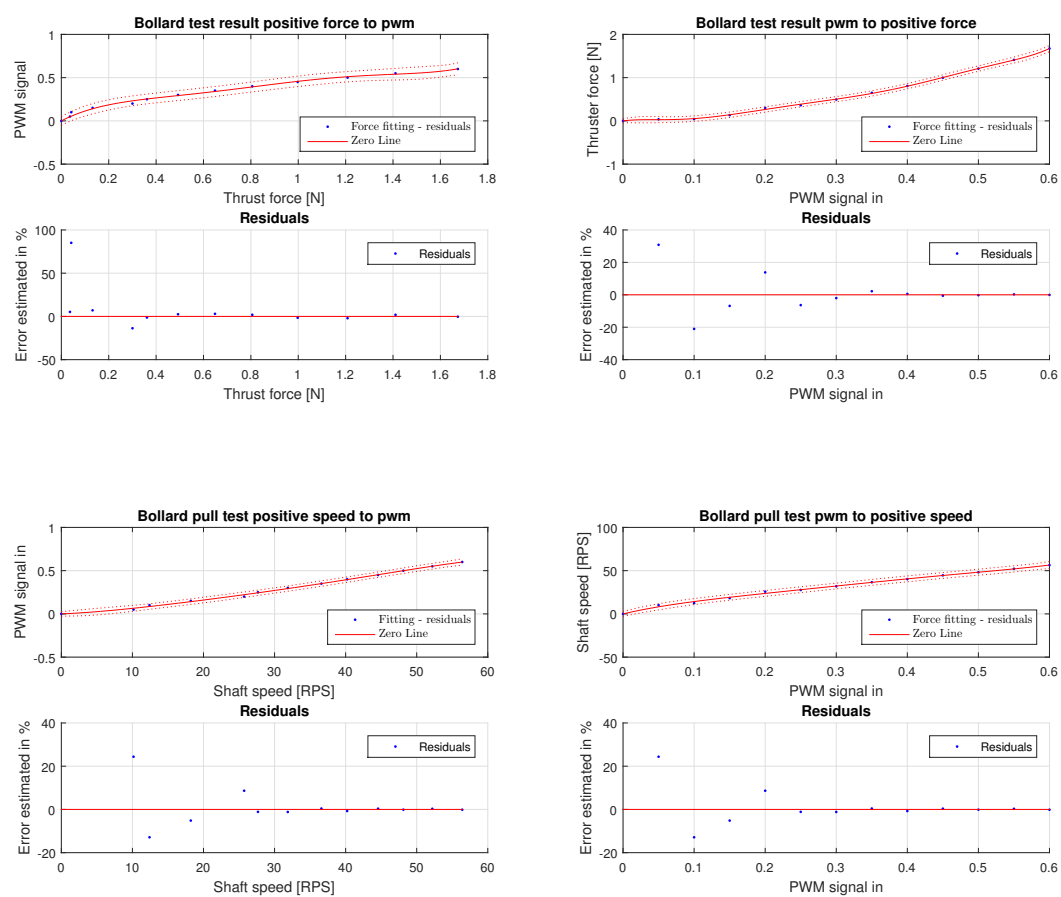 Bollard test result positive force to pwm
1
0.5
0
-0.5
PWM signal
Force fitting - residuals
Zero Line
0 0.2 0.4 0.6 0.8 1 1.2 1.4 1.6 1.8
Thrust force [N]
Residuals
100
50
0
-50
Error estimated in %
Residuals
0 0.2 0.4 0.6 0.8 1 1.2 1.4 1.6 1.8
Thrust force [N]
Bollard test result pwm to positive force
2
1
0
-1
Thruster force [N]
Force fitting - residuals
Zero Line
0 0.1 0.2 0.3 0.4 0.5 0.6
PWM signal in
Residuals
40
20
0
-20
-40
Error estimated in %
Residuals
0 0.1 0.2 0.3 0.4 0.5 0.6
PWM signal in
Bollard pull test positive speed to pwm
1
0.5
0
-0.5
PWM signal in
Fitting - residuals
Zero Line
0 10 20 30 40 50 60
Shaft speed [RPS]
Residuals
40
20
0
-20
Error estimated in %
Residuals
0 10 20 30 40 50 60
Shaft speed [RPS]
Bollard pull test pwm to positive speed
100
50
0
-50
Shaft speed [RPS]
Force fitting - residuals
Zero Line
0 0.1 0.2 0.3 0.4 0.5 0.6
PWM signal in
Residuals
40
20
0
-20
Error estimated in %
Residuals
0 0.1 0.2 0.3 0.4 0.5 0.6
PWM signal in